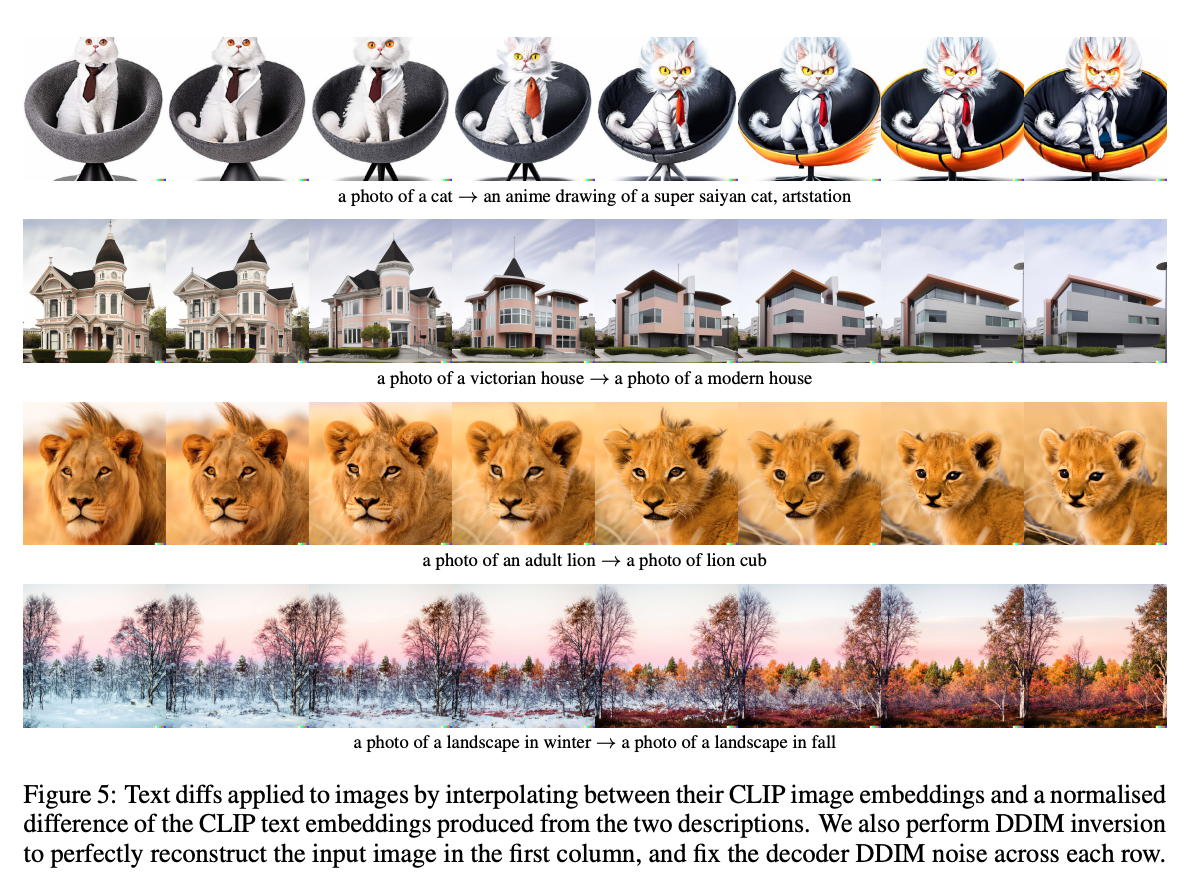 a photo of a cat → an anime drawing of a super saiyan cat, artstation
a photo of a victorian house → a photo of a modern house
a photo of an adult lion → a photo of lion cub
a photo of a landscape in winter → a photo of a landscape in fall
Figure 5: Text diffs applied to images by interpolating between their CLIP image embeddings and a normalised
difference of the CLIP text embeddings produced from the two descriptions. We also perform DDIM inversion
to perfectly reconstruct the input image in the first column, and fix the decoder DDIM noise across each row.